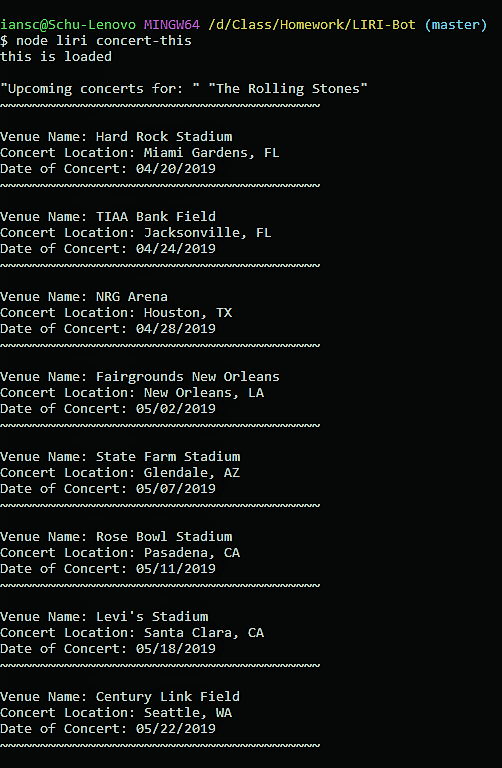 iansc@Schu-Lenovo MINGW64 /d/Class/Homework/LIRI-Bot (master)
$ node liri concert-this
this is loaded
"Upcoming concerts for: " "The Rolling Stones"
~~~~~~~~~~~~~~~~~~~~~~~~~~~~~~~~~~~~~~~~
Venue Name: Hard Rock Stadium
Concert Location: Miami Gardens, FL
Date of Concert: 04/20/2019
~~~~~~~~~~~~~~~~~~~~~~~~~~~~~~~~~~~~~~~~
Venue Name: TIAA Bank Field
Concert Location: Jacksonville, FL
Date of Concert: 04/24/2019
~~~~~~~~~~~~~~~~~~~~~~~~~~~~~~~~~~~~~~~~
Venue Name: NRG Arena
Concert Location: Houston, TX
Date of Concert: 04/28/2019
~~~~~~~~~~~~~~~~~~~~~~~~~~~~~~~~~~~~~~~~
Venue Name: Fairgrounds New Orleans
Concert Location: New Orleans, LA
Date of Concert: 05/02/2019
~~~~~~~~~~~~~~~~~~~~~~~~~~~~~~~~~~~~~~~~
Venue Name: State Farm Stadium
Concert Location: Glendale, AZ
Date of Concert: 05/07/2019
~~~~~~~~~~~~~~~~~~~~~~~~~~~~~~~~~~~~~~~~
Venue Name: Rose Bowl Stadium
Concert Location: Pasadena, CA
Date of Concert: 05/11/2019
~~~~~~~~~~~~~~~~~~~~~~~~~~~~~~~~~~~~~~~~
Venue Name: Levi's Stadium
Concert Location: Santa Clara, CA
Date of Concert: 05/18/2019
~~~~~~~~~~~~~~~~~~~~~~~~~~~~~~~~~~~~~~~~
Venue Name: Century Link Field
Concert Location: Seattle, WA
Date of Concert: 05/22/2019
~~~~~~~~~~~~~~~~~~~~~~~~~~~~~~~~~~~~~~~~